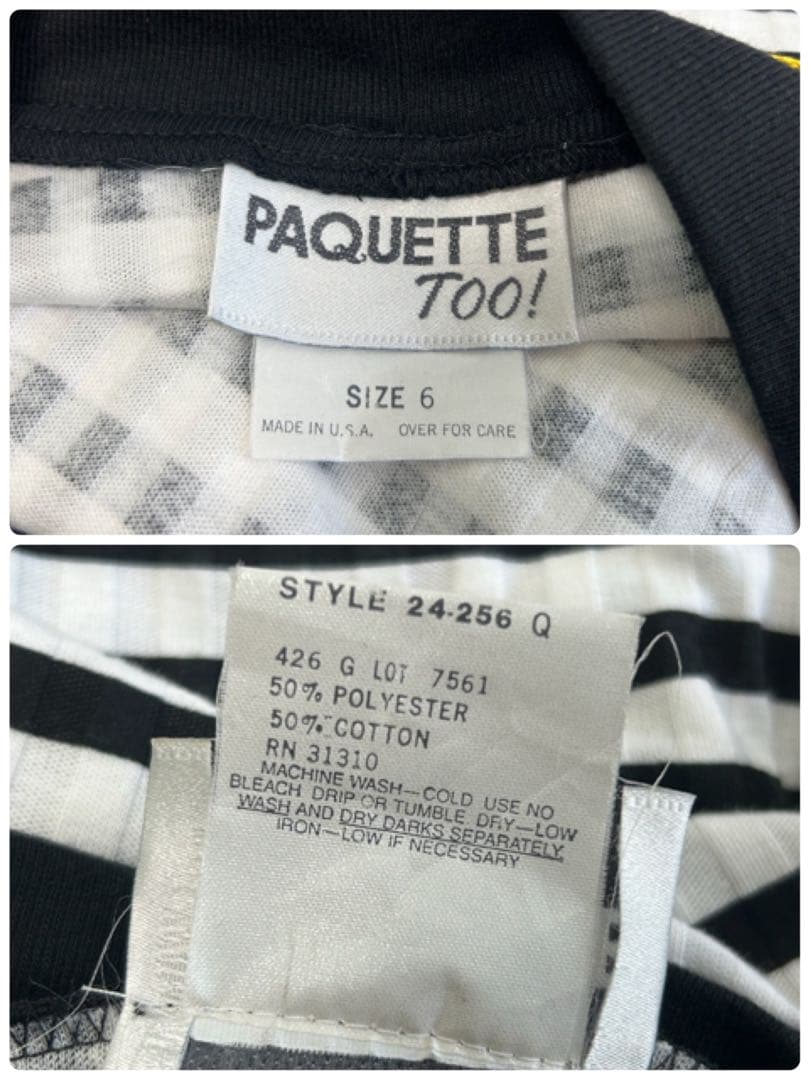 PAQUETTE
TOO!
SIZE 6
MADE IN U.S.A. OVER FOR CARE
STYLE 24-256 Q
426 G LOT 7561
50% POLYESTER
50% COTTON
RN 31310
MACHINE WASH—COLD USE NO
BLEACH DRIP OR TUMBLE DRY—LOW
WASH AND DRY DARKS SEPARATELY
IRON—LOW IF NECESSARY